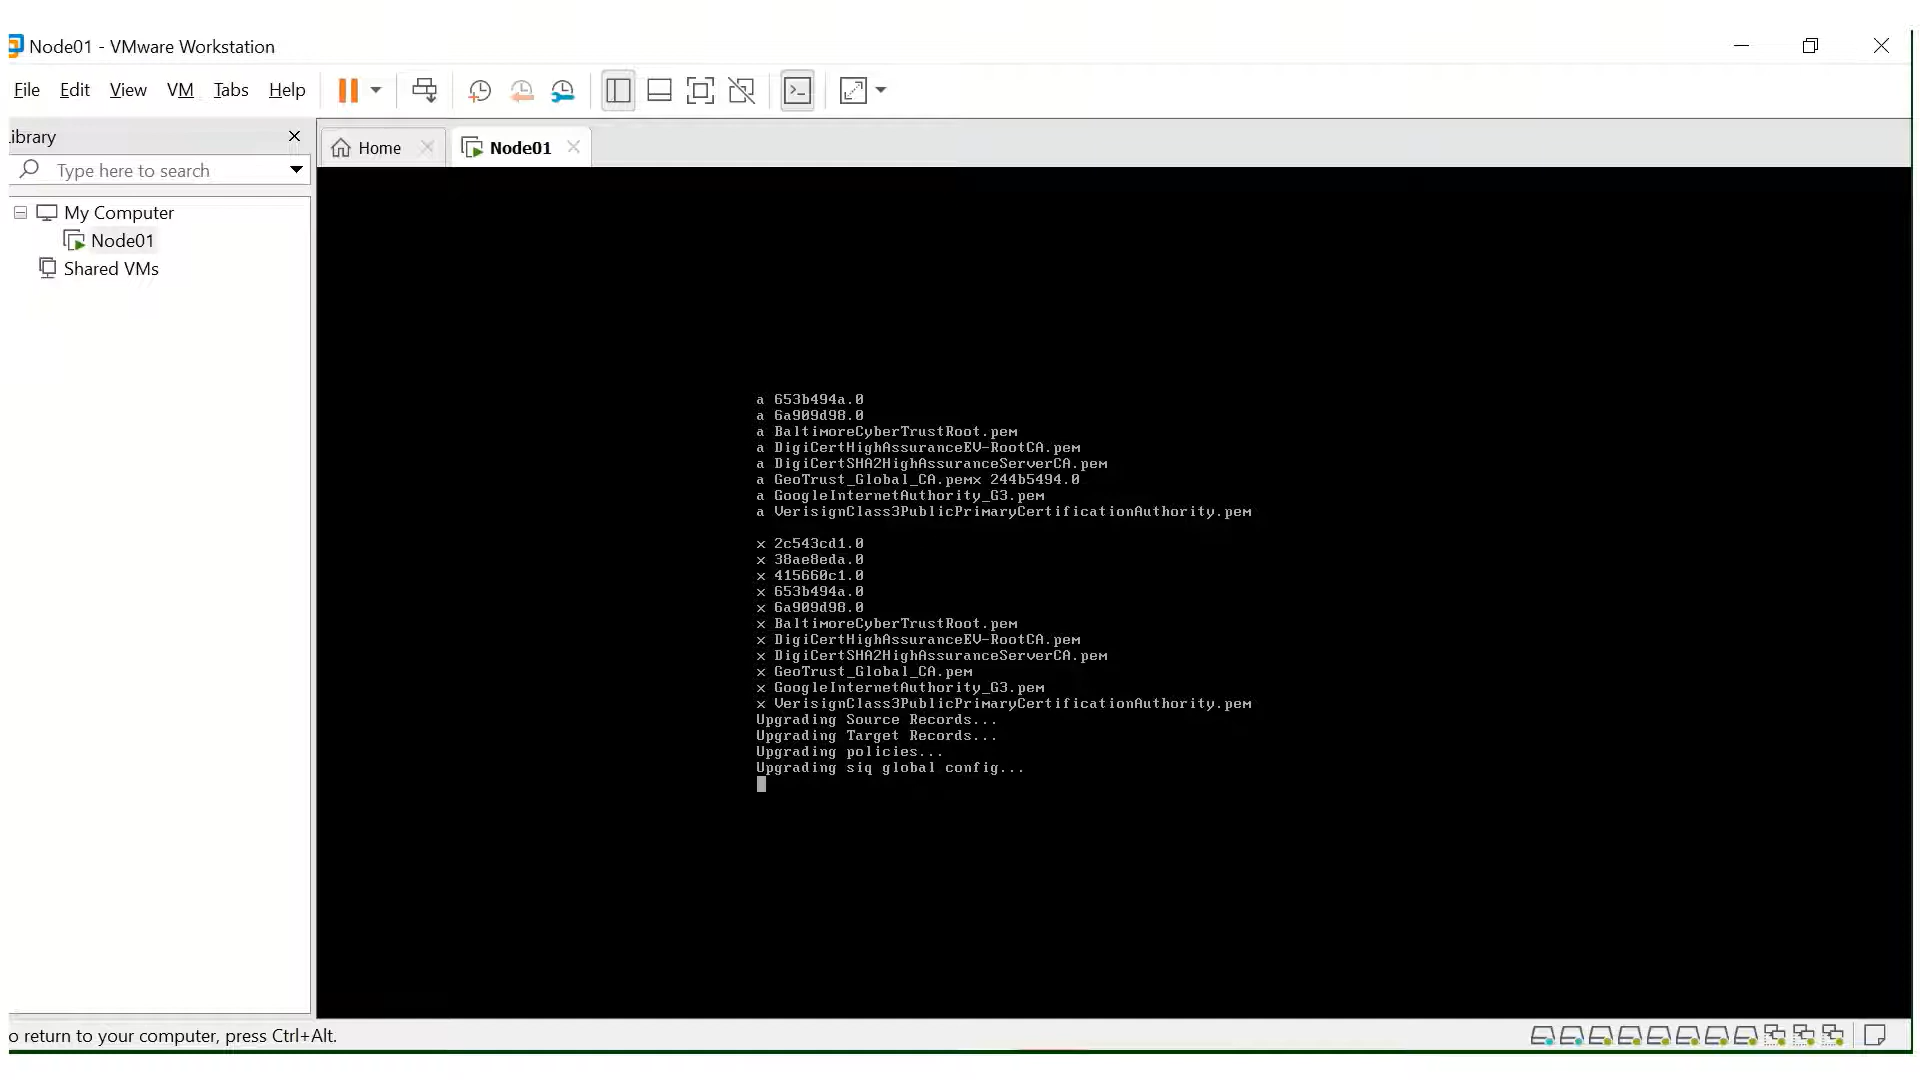 Node01 - VMware Workstation
File Edit View VM Tabs Help
ibrary
Home
Node01
Type here to search
My Computer
Node01
Shared VMs
a 653b494a.0
a 6a909d98.0
a BaltimoreCyberTrustRoot.pem
a DigiCertHighAssuranceEV-RootCA.pem
a DigiCertSHA2HighAssuranceServerCA.pem
a GeoTrust_Global_CA.pemx 244b5494.0
a GoogleInternetAuthority_G3.pem
a VerisignClass3PublicPrimaryCertificationAuthority.pem
x 2c543cd1.0
x 38ae8eda.0
x 415660c1.0
x 653b494a.0
x 6a909d98.0
x BaltimoreCyberTrustRoot.pem
x DigiCertHighAssuranceEV-RootCA.pem
x DigiCertSHA2HighAssuranceServerCA.pem
x GeoTrust_Global_CA.pem
x GoogleInternetAuthority_G3.pem
x VerisignClass3PublicPrimaryCertificationAuthority.pem
Upgrading Source Records...
Upgrading Target Records...
Upgrading policies...
Upgrading siq global config...
o return to your computer, press Ctrl+Alt.